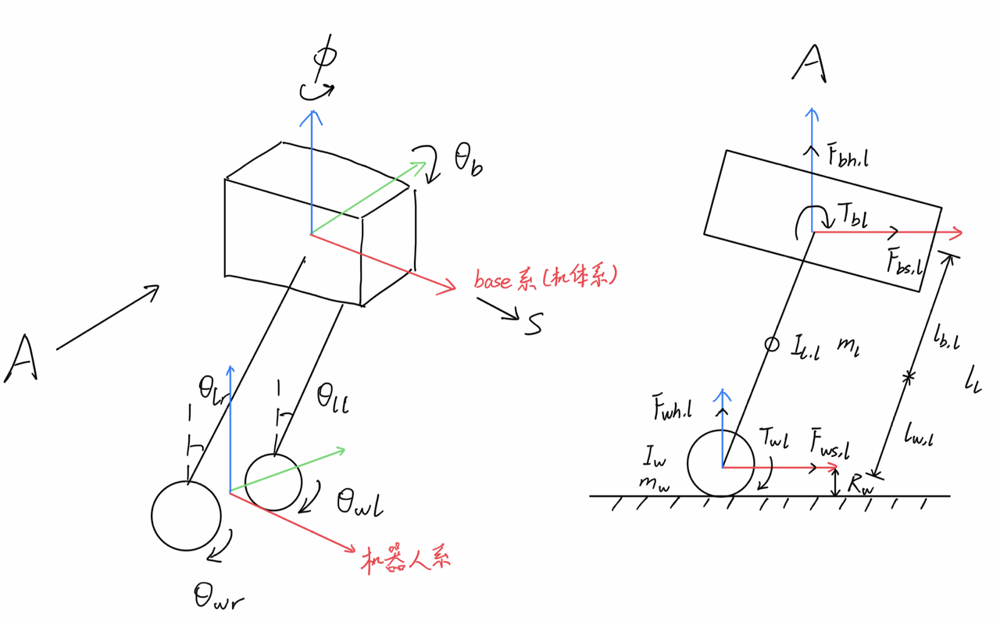 ϕ
θb
base系(机体系)
S
A
θlr
θll
θwl
机器人系
θwr
A
Fbh,l
Tbl
Fbs,l
Il,l ml
lb,l
ll
lw,l
Fwh,l
Twl
Fws,l
Iw
mw
Rw